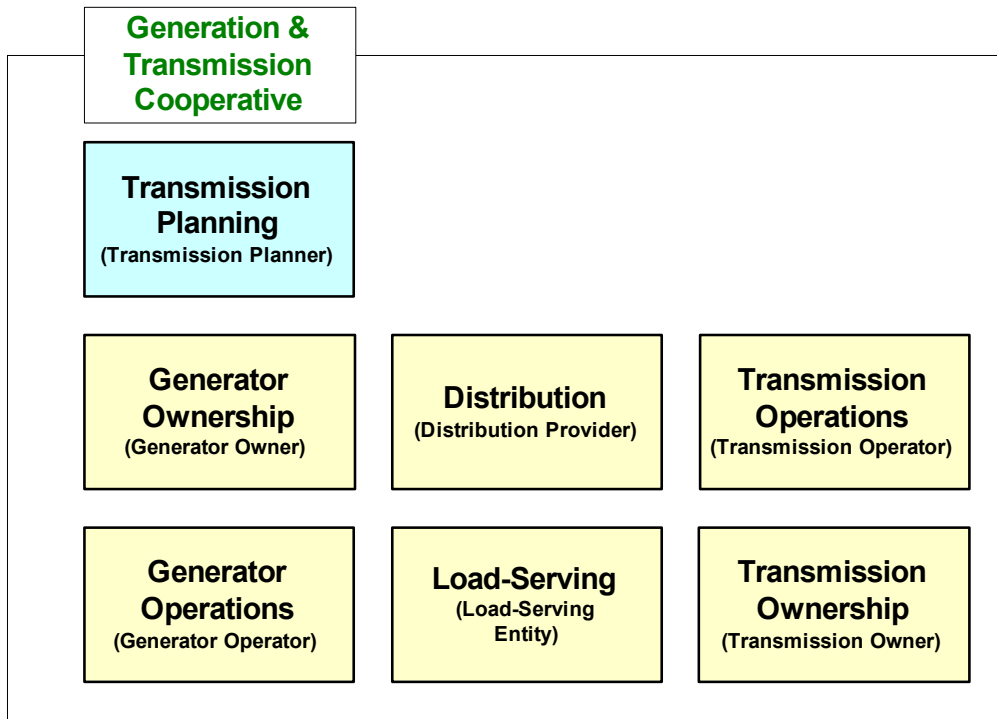 Generation &
Transmission
Cooperative
Transmission
Planning
(Transmission Planner)
Generator
Ownership
(Generator Owner)
Distribution
(Distribution Provider)
Transmission
Operations
(Transmission Operator)
Generator
Operations
(Generator Operator)
Load-Serving
(Load-Serving
Entity)
Transmission
Ownership
(Transmission Owner)